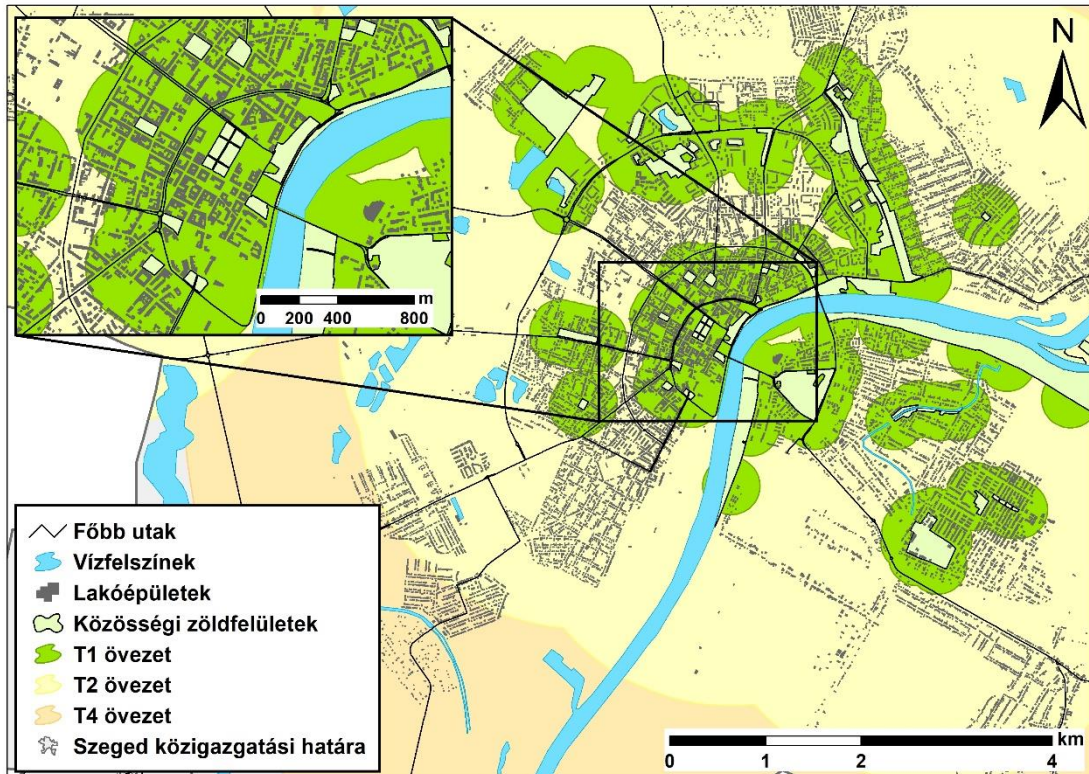 N
m
0 200 400 800
Főbb utak
Vízfelszínek
Lakóépületek
Közösségi zöldfelületek
T1 övezet
T2 övezet
T4 övezet
Szeged közigazgatási határa
km
0 1 2 4